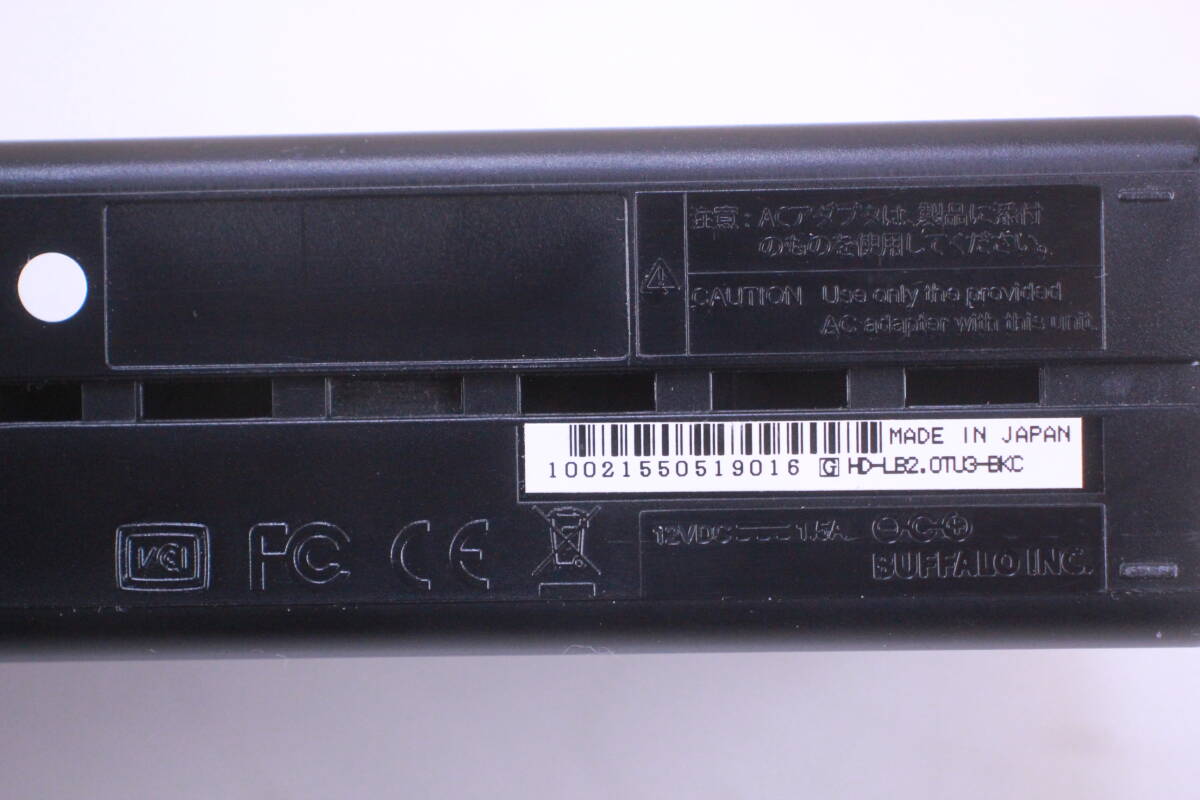 注意：ACアダプタは、製品に添付
のものを使用してください。
CAUTION Use only the provided
AC adapter with this unit.
MADE IN JAPAN
10021550519016 G HD-LB2.0TU3-BKC
VCI FC CE
12VDC 1.5A
BUFFALO INC.